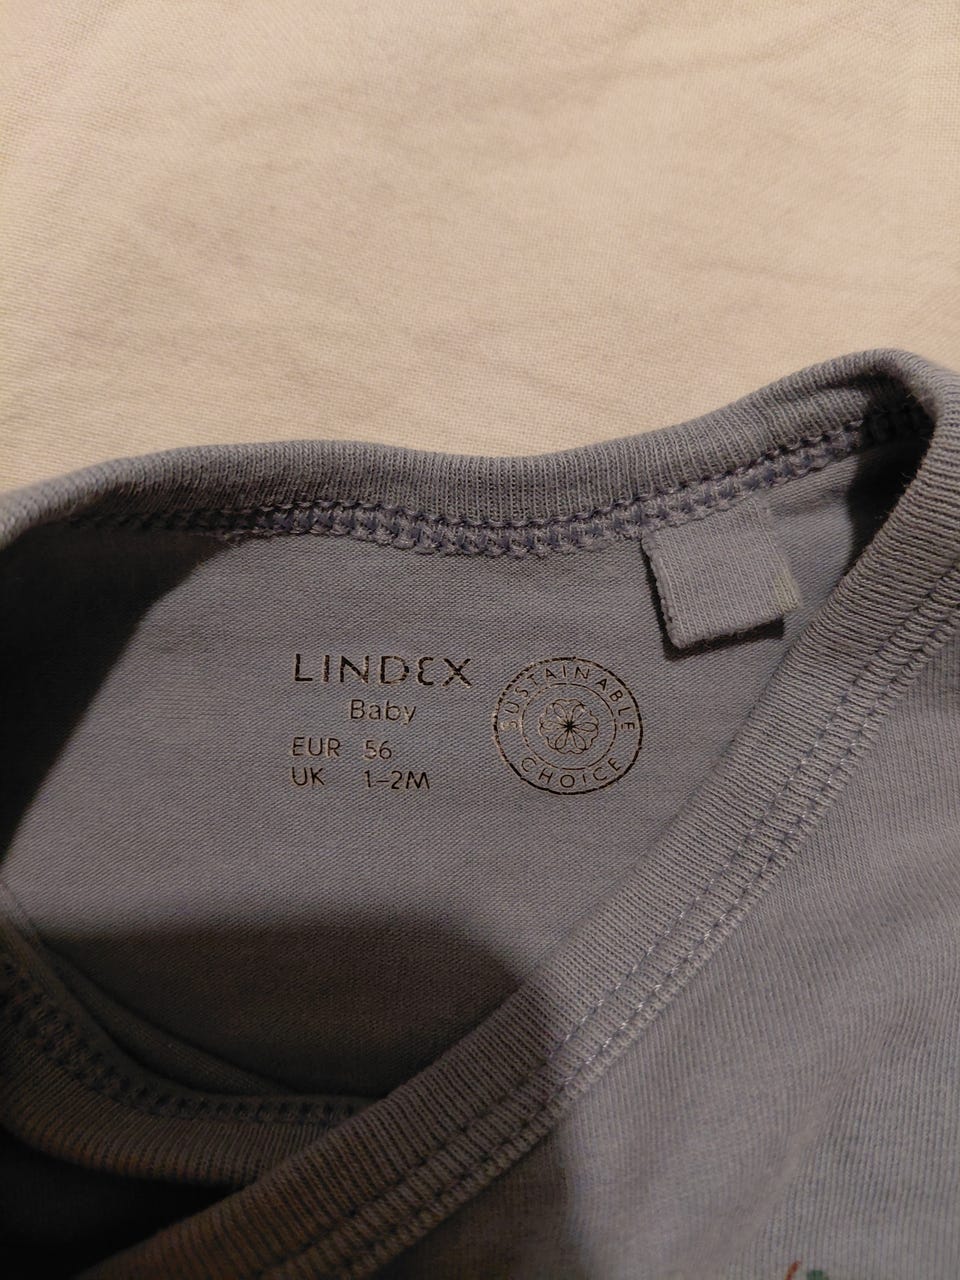 LINDEX
Baby
EUR 56
UK 1–2M
SUSTAINABLE
CHOICE